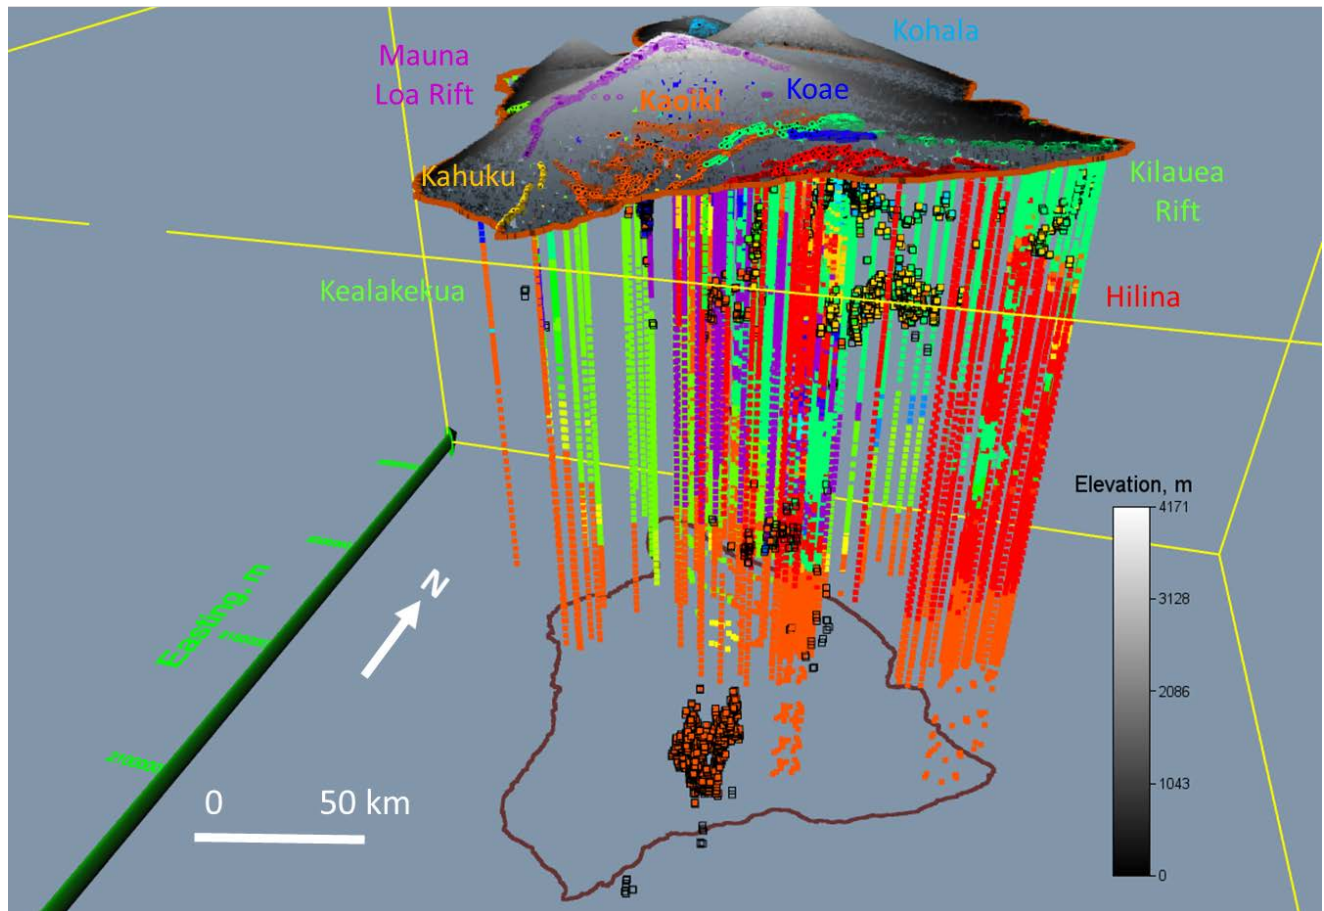 Kohala
Mauna
Loa Rift
Koae
Kaoiki
Kahuku
Kilauea
Rift
Kealakekua
Hilina
Elevation, m
4171
3128
2086
1043
0
N
Easting, m
0 50 km